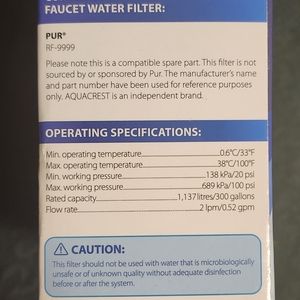 FAUCET WATER FILTER:
PUR®
RF-9999
Please note this is a compatible spare part. This filter is not
sourced by or sponsored by Pur. The manufacturer's name
and part number have been used for reference purposes
only. AQUACREST is an independent brand.
OPERATING SPECIFICATIONS:
Min. operating temperature 0.6°C/33°F
Max. operating temperature 38°C/100°F
Min. working pressure 138 kPa/20 psi
Max. working pressure 689 kPa/100 psi
Rated capacity 1,137 litres/300 gallons
Flow rate 2 lpm/0.52 gpm
CAUTION:
This filter should not be used with water that is microbiologically
unsafe or of unknown quality without adequate disinfection
before or after the system.